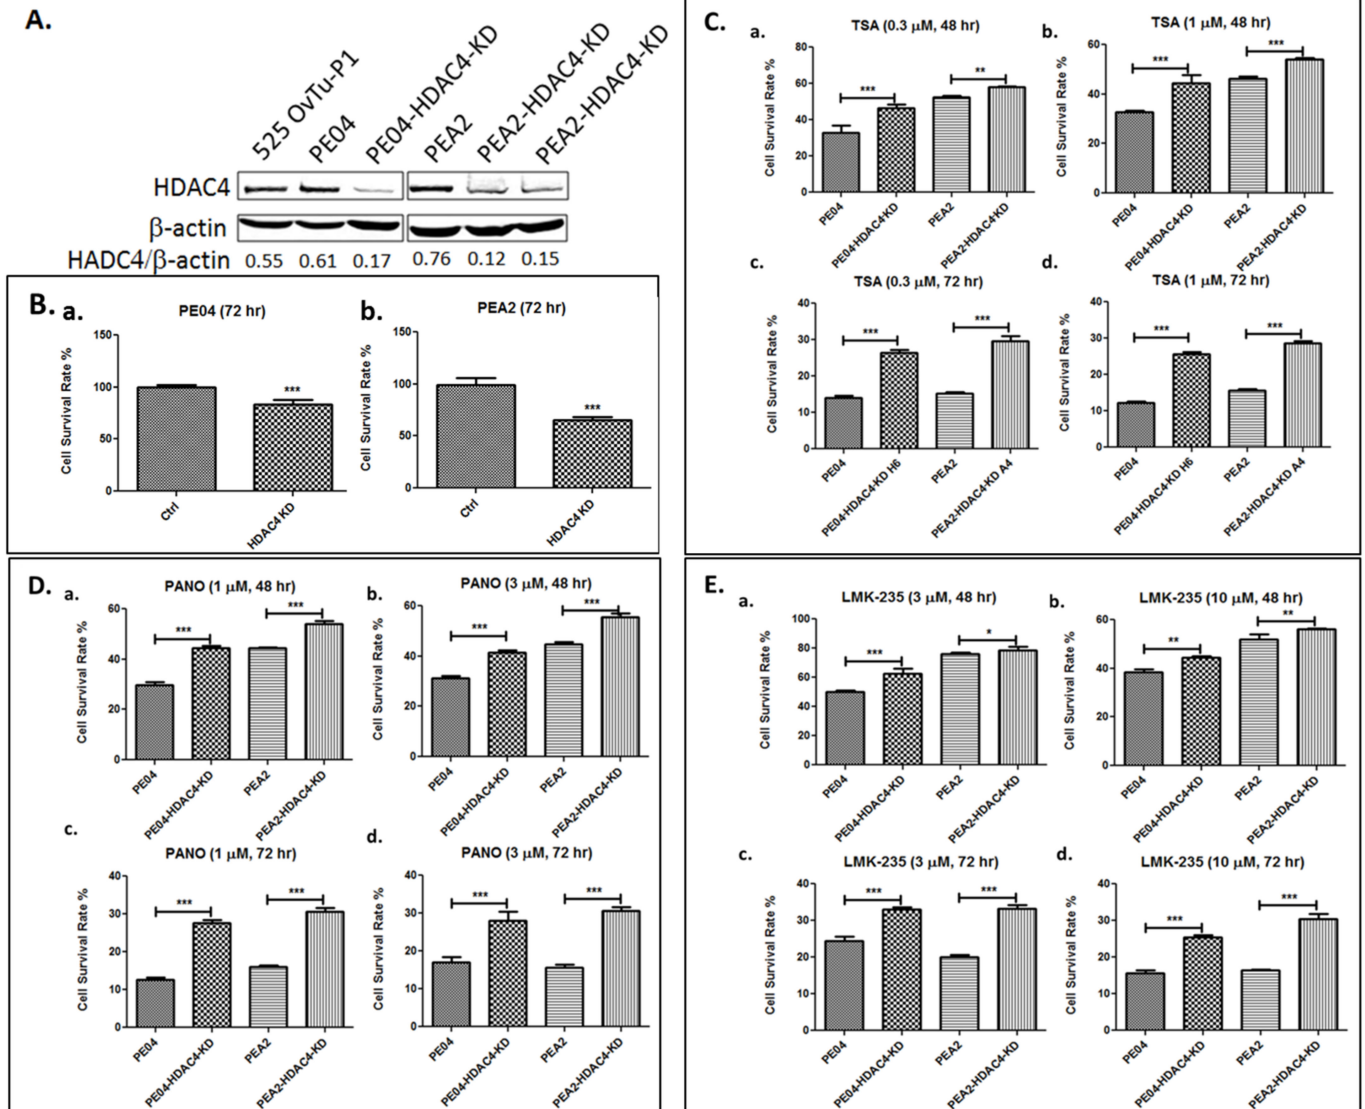 A.
525 OvTu-P1
PE04
PE04-HDAC4-KD
PEA2
PEA2-HDAC4-KD
PEA2-HDAC4-KD
HDAC4
β-actin
HADC4/β-actin 0.55 0.61 0.17 0.76 0.12 0.15
B. a.
PE04 (72 hr)
Cell Survival Rate %
150
100
50
0
***
Ctrl
HDAC4 KD
b.
PEA2 (72 hr)
Cell Survival Rate %
150
100
50
0
***
Ctrl
HDAC4 KD
C.
a.
TSA (0.3 μM, 48 hr)
Cell Survival Rate %
80
60
40
20
0
***
**
PE04
PE04-HDAC4-KD
PEA2
PEA2-HDAC4-KD
b.
TSA (1 μM, 48 hr)
Cell Survival Rate %
60
40
20
0
***
***
PE04
PE04-HDAC4-KD
PEA2
PEA2-HDAC4-KD
c.
TSA (0.3 μM, 72 hr)
Cell Survival Rate %
40
30
20
10
0
***
***
PE04
PE04-HDAC4-KD H6
PEA2
PEA2-HDAC4-KD A4
d.
TSA (1 μM, 72 hr)
Cell Survival Rate %
40
30
20
10
0
***
***
PE04
PE04-HDAC4-KD H6
PEA2
PEA2-HDAC4-KD A4
D.
a.
PANO (1 μM, 48 hr)
Cell Survival Rate %
60
40
20
0
***
***
PE04
PE04-HDAC4-KD
PEA2
PEA2-HDAC4-KD
b.
PANO (3 μM, 48 hr)
Cell Survival Rate %
60
40
20
0
***
***
PE04
PE04-HDAC4-KD
PEA2
PEA2-HDAC4-KD
c.
PANO (1 μM, 72 hr)
Cell Survival Rate %
40
30
20
10
0
***
***
PE04
PE04-HDAC4-KD
PEA2
PEA2-HDAC4-KD
d.
PANO (3 μM, 72 hr)
Cell Survival Rate %
40
30
20
10
0
***
***
PE04
PE04-HDAC4-KD
PEA2
PEA2-HDAC4-KD
E.
a.
LMK-235 (3 μM, 48 hr)
Cell Survival Rate %
100
80
60
40
20
0
***
*
PE04
PE04-HDAC4-KD
PEA2
PEA2-HDAC4-KD
b.
LMK-235 (10 μM, 48 hr)
Cell Survival Rate %
60
40
20
0
**
**
PE04
PE04-HDAC4-KD
PEA2
PEA2-HDAC4-KD
c.
LMK-235 (3 μM, 72 hr)
Cell Survival Rate %
40
30
20
10
0
***
***
PE04
PE04-HDAC4-KD
PEA2
PEA2-HDAC4-KD
d.
LMK-235 (10 μM, 72 hr)
Cell Survival Rate %
40
30
20
10
0
***
***
PE04
PE04-HDAC4-KD
PEA2
PEA2-HDAC4-KD